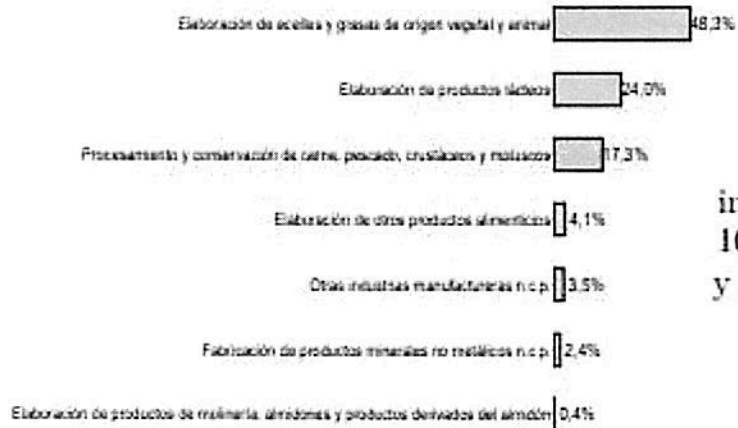 Elaboración de aceites y grasas de origen vegetal y animal 48,3%
Elaboración de productos lácteos 24,0%
Procesamiento y conservación de carne, pescado, crustáceos y moluscos 17,3%
Elaboración de otros productos alimenticios 4,1%
Otras industrias manufactureras n.c.p. 3,5%
Fabricación de productos minerales no metálicos n.c.p. 2,4%
Elaboración de productos de molinería, almidones y productos derivados del almidón 0,4%
y